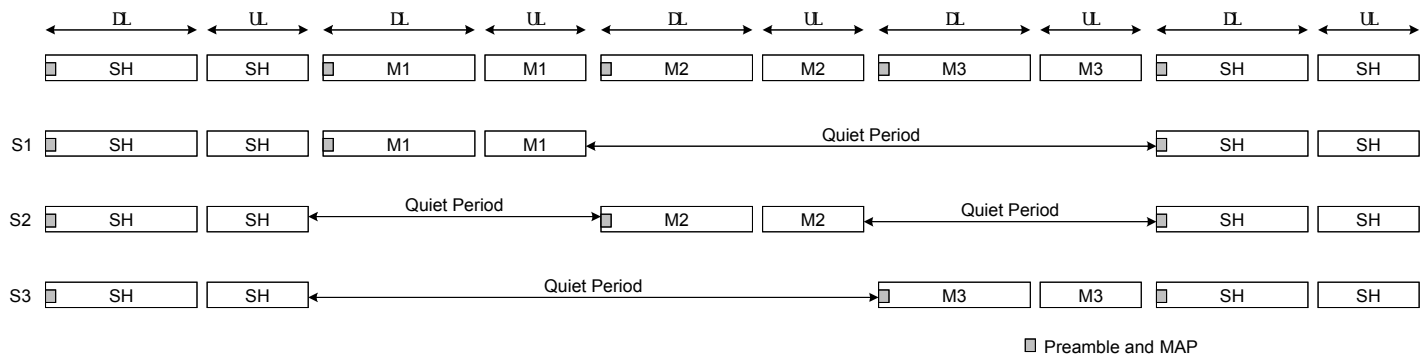 DL UL DL UL DL UL DL UL DL UL
SH SH M1 M1 M2 M2 M3 M3 SH SH
S1 SH SH M1 M1 Quiet Period SH SH
S2 SH SH Quiet Period M2 M2 Quiet Period SH SH
S3 SH SH Quiet Period M3 M3 SH SH
Preamble and MAP